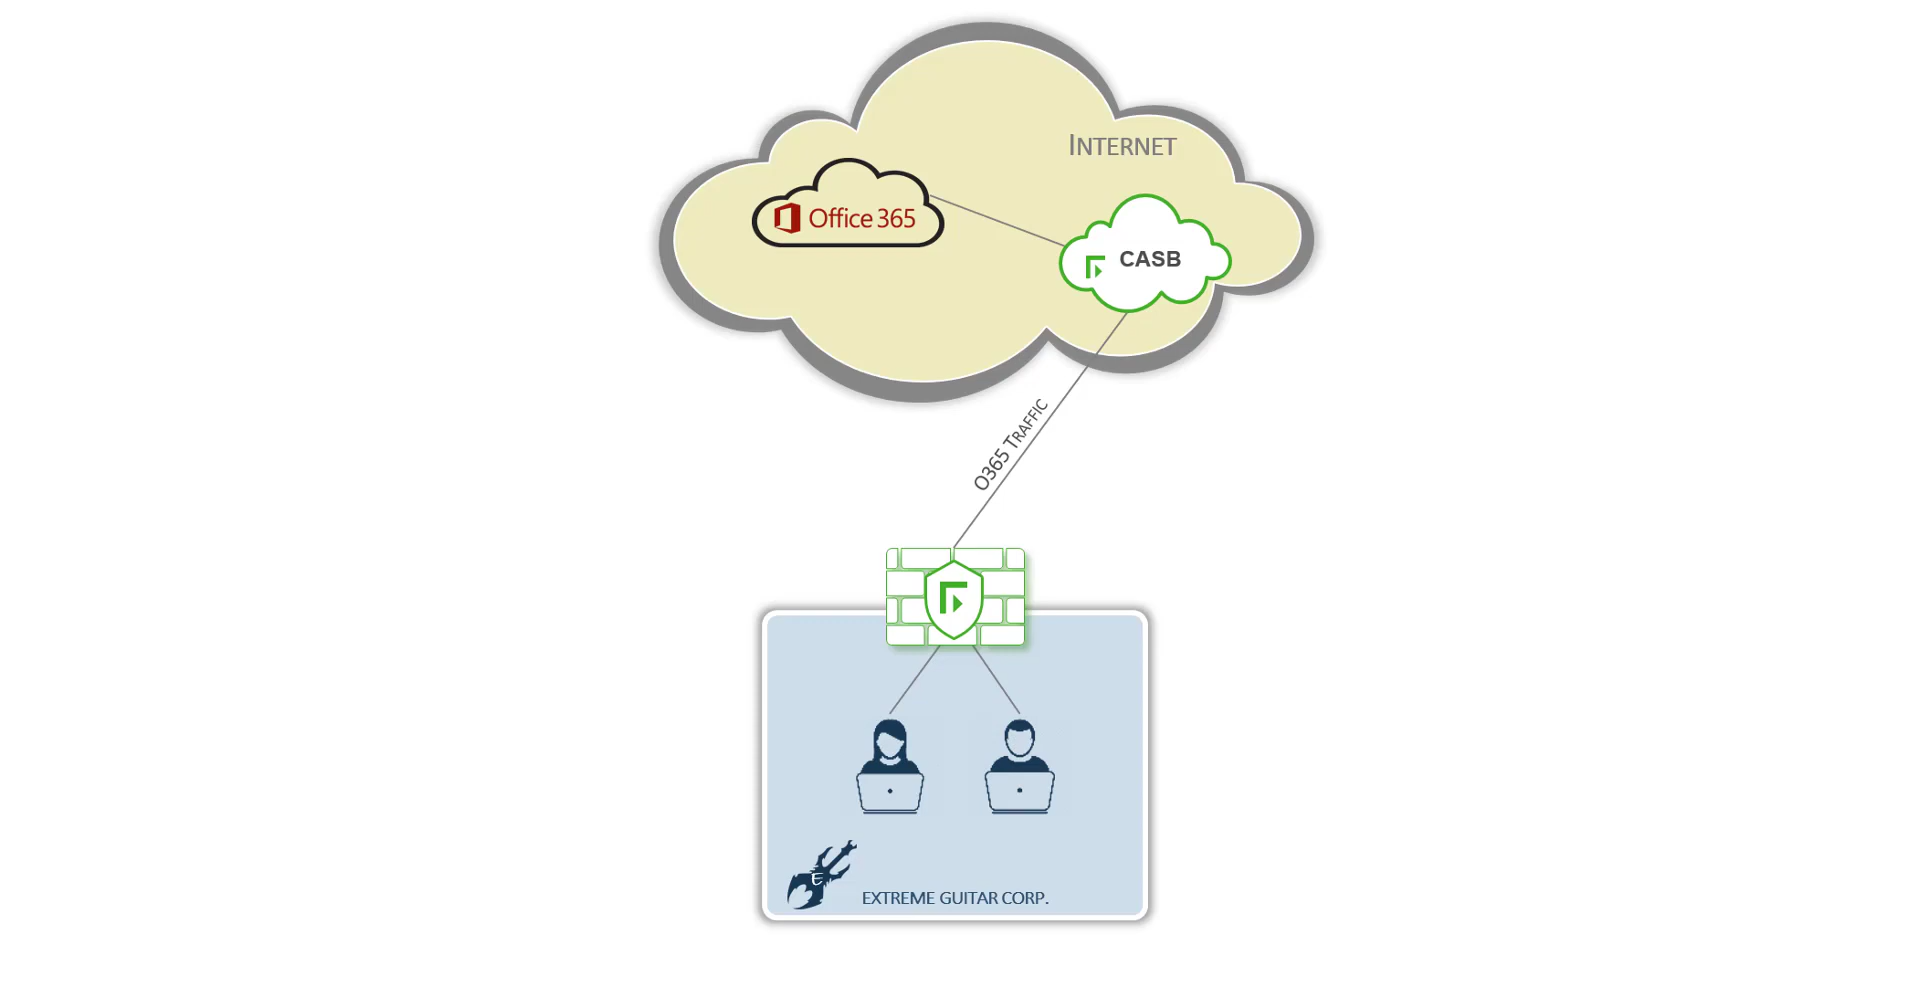 INTERNET
Office 365
CASB
O365 TRAFFIC
E
EXTREME GUITAR CORP.